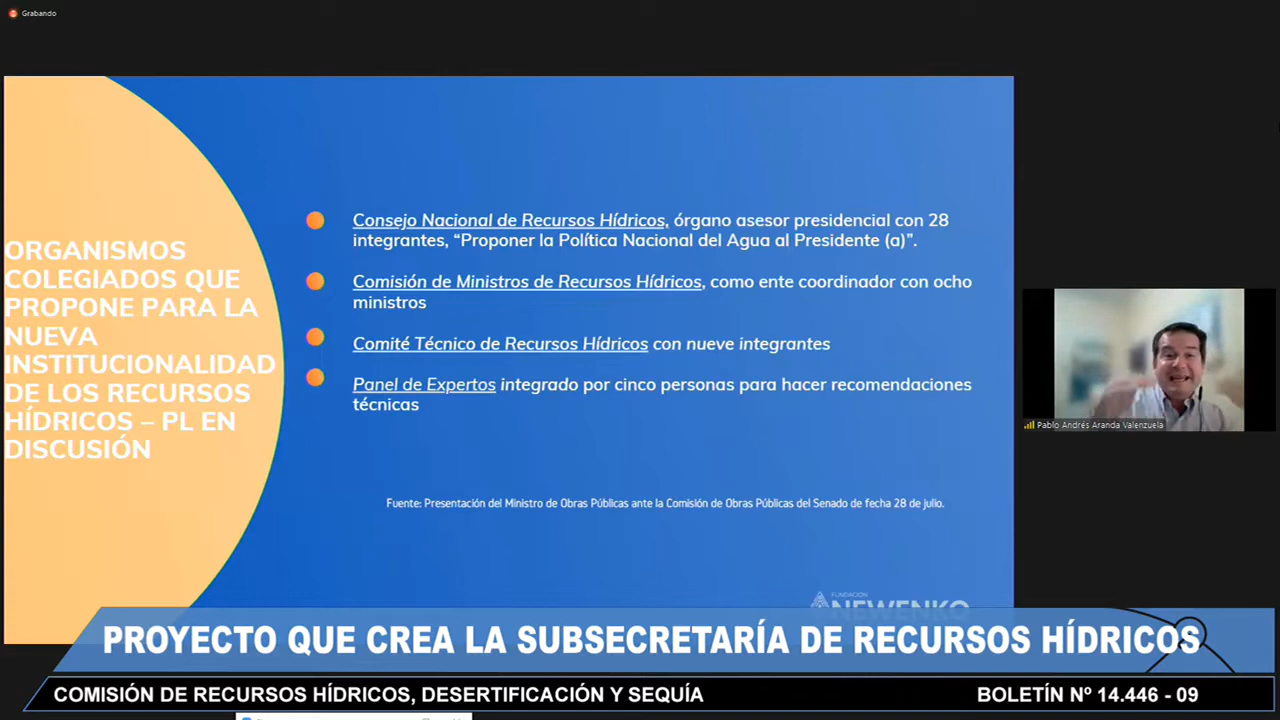 Grabando
ORGANISMOS
COLEGIADOS QUE
PROPONE PARA LA
NUEVA
INSTITUCIONALIDAD
DE LOS RECURSOS
HÍDRICOS – PL EN
DISCUSIÓN
Consejo Nacional de Recursos Hídricos, órgano asesor presidencial con 28
integrantes, “Proponer la Política Nacional del Agua al Presidente (a)”.
Comisión de Ministros de Recursos Hídricos, como ente coordinador con ocho
ministros
Comité Técnico de Recursos Hídricos con nueve integrantes
Panel de Expertos integrado por cinco personas para hacer recomendaciones
técnicas
Fuente: Presentación del Ministro de Obras Públicas ante la Comisión de Obras Públicas del Senado de fecha 28 de julio.
Pablo Andrés Aranda Valenzuela
FUNDACIÓN
NEWENKO
PROYECTO QUE CREA LA SUBSECRETARÍA DE RECURSOS HÍDRICOS
COMISIÓN DE RECURSOS HÍDRICOS, DESERTIFICACIÓN Y SEQUÍA
BOLETÍN Nº 14.446 - 09